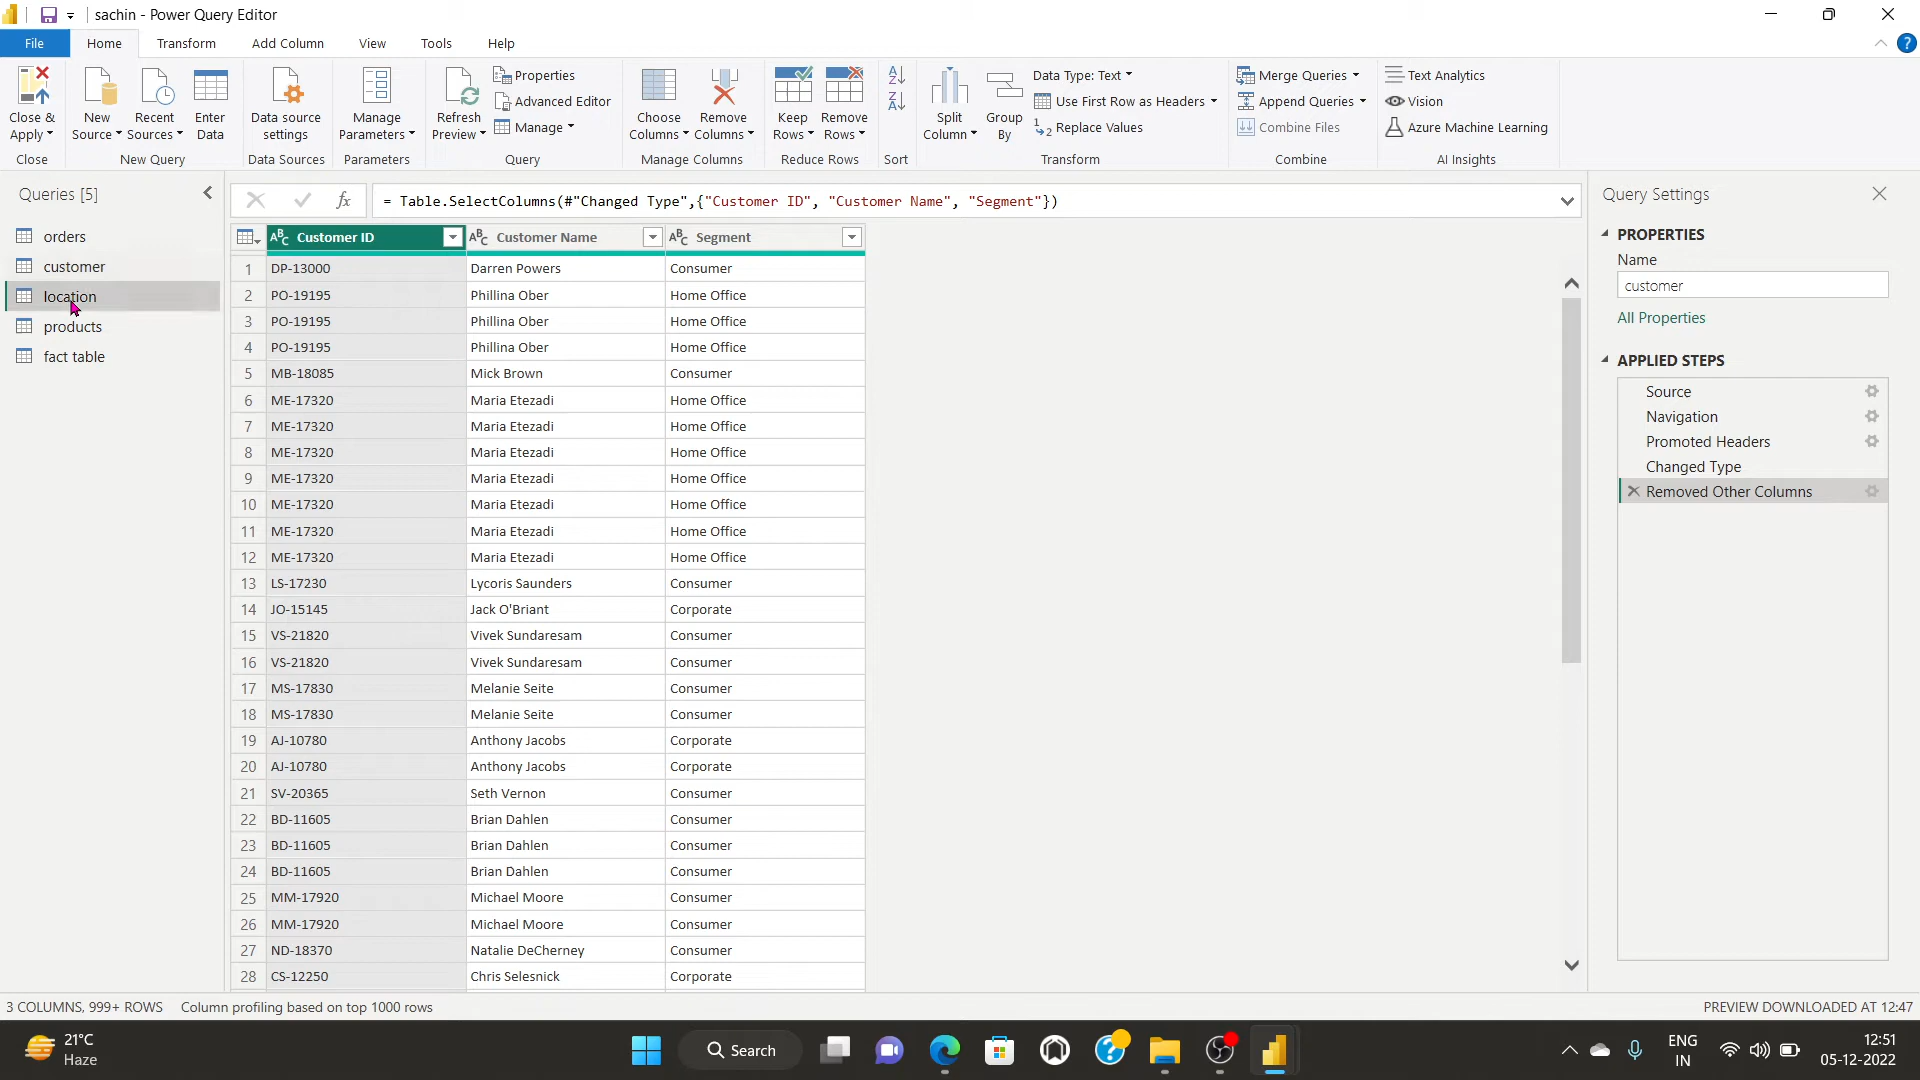 sachin - Power Query Editor
File Home Transform Add Column View Tools Help
Close & Apply
New Source
Recent Sources
Enter Data
Data source settings
Manage Parameters
Refresh Preview
Properties
Advanced Editor
Manage
Choose Columns
Remove Columns
Keep Rows
Remove Rows
Split Column
Group By
Data Type: Text
Use First Row as Headers
Replace Values
Merge Queries
Append Queries
Combine Files
Text Analytics
Vision
Azure Machine Learning
Close New Query Data Sources Parameters Query Manage Columns Reduce Rows Sort Transform Combine AI Insights
Queries [5]
orders
customer
location
products
fact table
fx = Table.SelectColumns(#"Changed Type",{"Customer ID", "Customer Name", "Segment"})
Customer ID Customer Name Segment
1 DP-13000 Darren Powers Consumer
2 PO-19195 Phillina Ober Home Office
3 PO-19195 Phillina Ober Home Office
4 PO-19195 Phillina Ober Home Office
5 MB-18085 Mick Brown Consumer
6 ME-17320 Maria Etezadi Home Office
7 ME-17320 Maria Etezadi Home Office
8 ME-17320 Maria Etezadi Home Office
9 ME-17320 Maria Etezadi Home Office
10 ME-17320 Maria Etezadi Home Office
11 ME-17320 Maria Etezadi Home Office
12 ME-17320 Maria Etezadi Home Office
13 LS-17230 Lycoris Saunders Consumer
14 JO-15145 Jack O'Briant Corporate
15 VS-21820 Vivek Sundaresam Consumer
16 VS-21820 Vivek Sundaresam Consumer
17 MS-17830 Melanie Seite Consumer
18 MS-17830 Melanie Seite Consumer
19 AJ-10780 Anthony Jacobs Corporate
20 AJ-10780 Anthony Jacobs Corporate
21 SV-20365 Seth Vernon Consumer
22 BD-11605 Brian Dahlen Consumer
23 BD-11605 Brian Dahlen Consumer
24 BD-11605 Brian Dahlen Consumer
25 MM-17920 Michael Moore Consumer
26 MM-17920 Michael Moore Consumer
27 ND-18370 Natalie DeCherney Consumer
28 CS-12250 Chris Selesnick Corporate
Query Settings
PROPERTIES
Name
customer
All Properties
APPLIED STEPS
Source
Navigation
Promoted Headers
Changed Type
Removed Other Columns
3 COLUMNS, 999+ ROWS Column profiling based on top 1000 rows PREVIEW DOWNLOADED AT 12:47
21°C
Haze
Search
ENG
IN
12:51
05-12-2022